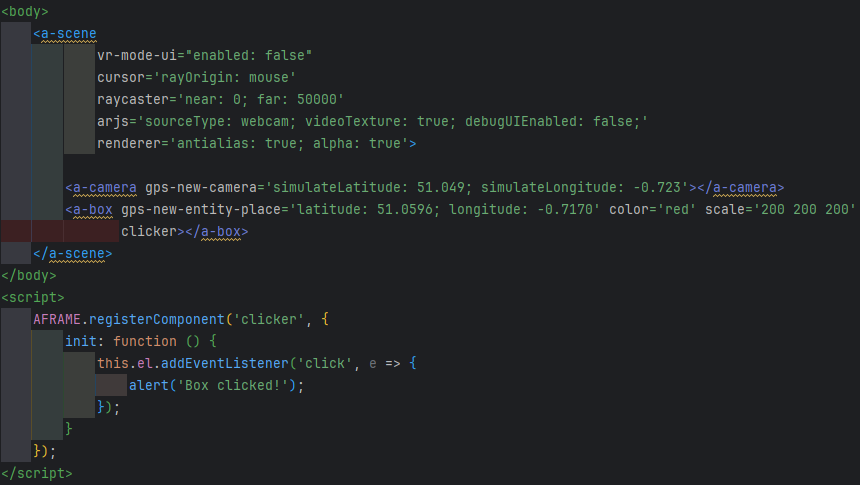 <body>
<a-scene
vr-mode-ui="enabled: false"
cursor='rayOrigin: mouse'
raycaster='near: 0; far: 50000'
arjs='sourceType: webcam; videoTexture: true; debugUIEnabled: false;'
renderer='antialias: true; alpha: true'>
<a-camera gps-new-camera='simulateLatitude: 51.049; simulateLongitude: -0.723'></a-camera>
<a-box gps-new-entity-place='latitude: 51.0596; longitude: -0.7170' color='red' scale='200 200 200'
clicker></a-box>
</a-scene>
</body>
<script>
AFRAME.registerComponent('clicker', {
init: function () {
this.el.addEventListener('click', e => {
alert('Box clicked!');
});
}
});
</script>